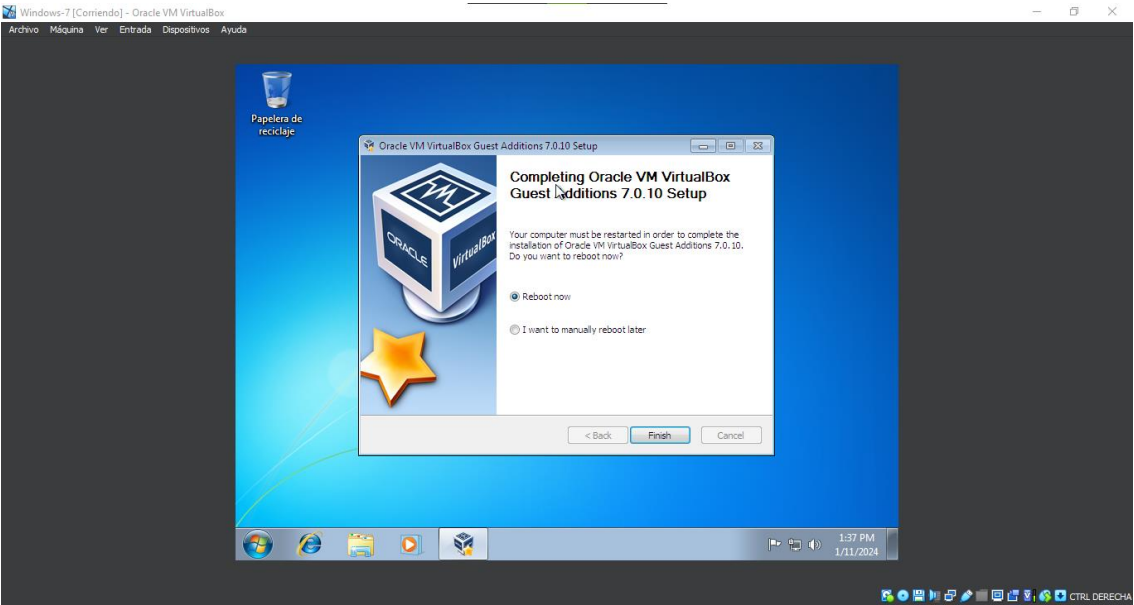 Windows-7 [Corriendo] - Oracle VM VirtualBox
Archivo Máquina Ver Entrada Dispositivos Ayuda
Papelera de
reciclaje
Oracle VM VirtualBox Guest Additions 7.0.10 Setup
Completing Oracle VM VirtualBox
Guest Additions 7.0.10 Setup
ORACLE
VirtualBox
Your computer must be restarted in order to complete the
installation of Oracle VM VirtualBox Guest Additions 7.0.10.
Do you want to reboot now?
Reboot now
I want to manually reboot later
< Back Finish Cancel
1:37 PM
1/11/2024
CTRL DERECHA